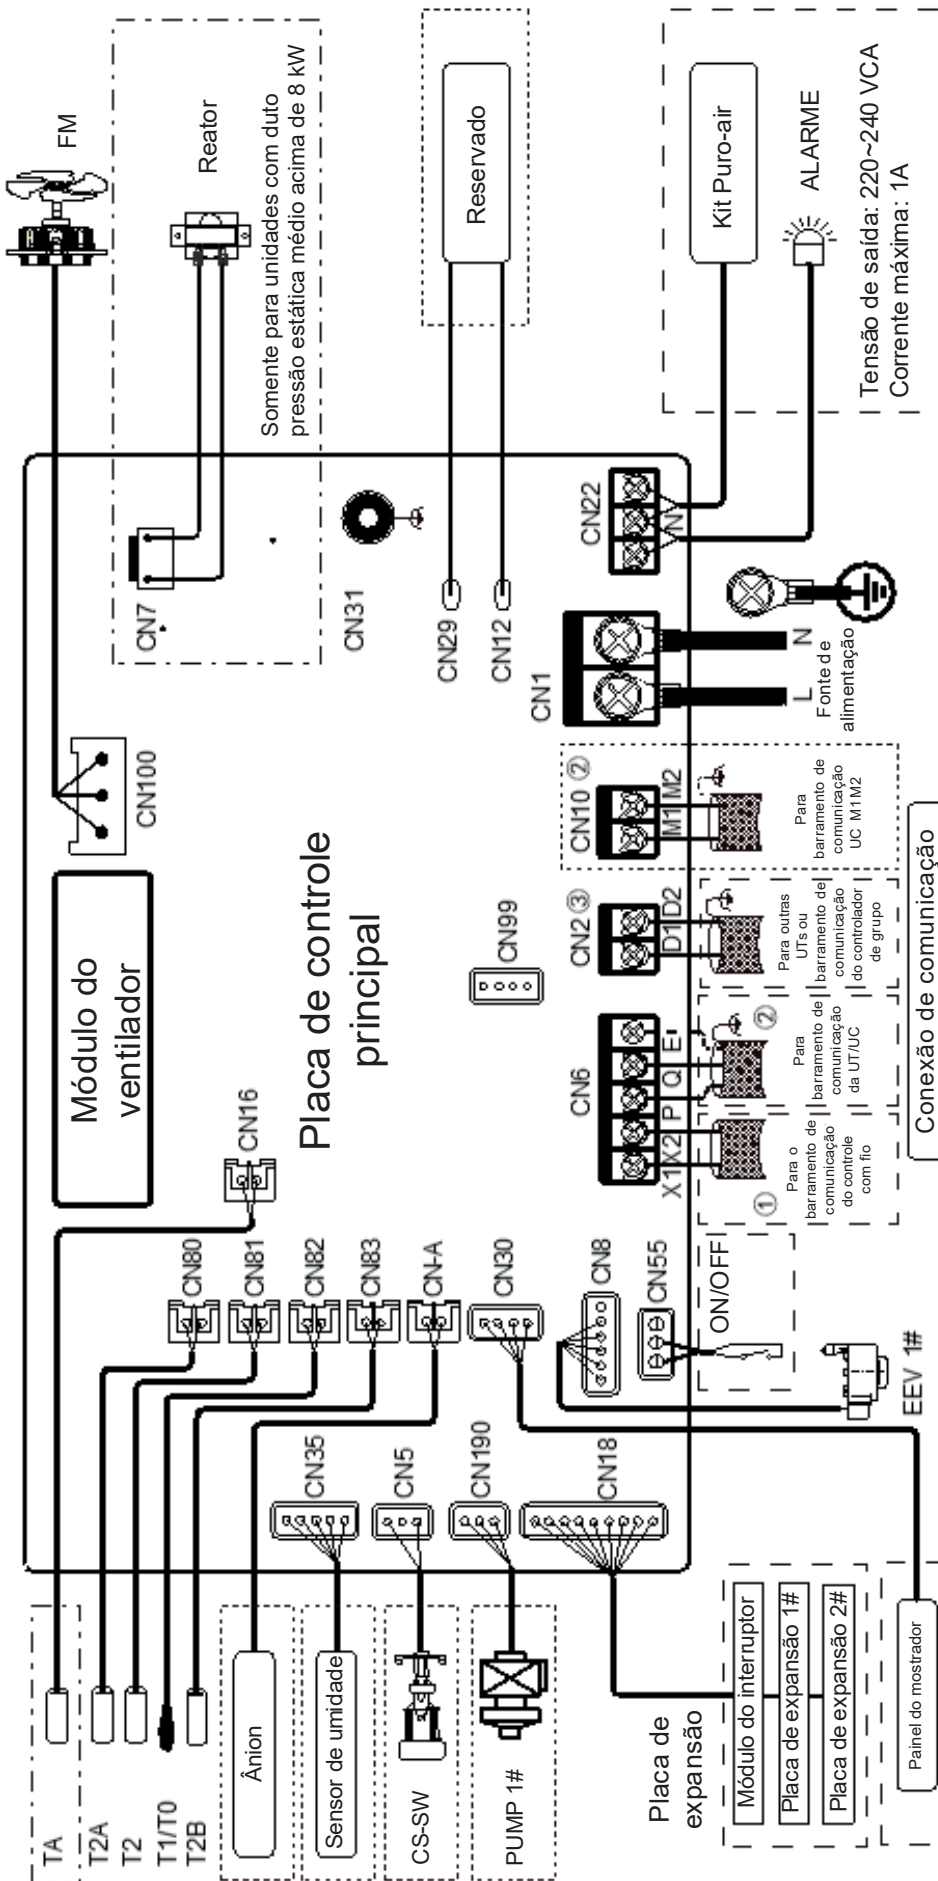 TA
T2A
T2
T1/T0
T2B
Ânion
Sensor de umidade
CS-SW
PUMP 1#
Placa de
expansão
Módulo do interruptor
Placa de expansão 1#
Placa de expansão 2#
Painel do mostrador
CN16
CN80
CN81
CN82
CN83
CN-A
CN30
CN35
CN5
CN190
CN18
CN8
CN55
ON/OFF
EEV 1#
Módulo do
ventilador
Placa de controle
principal
CN100
CN99
CN6
X1 X2 P Q E
CN2 ③
D1 D2
CN10 ②
M1 M2
①
Para o
barramento de
comunicação
do controle
com fio
②
Para
barramento de
comunicação
da UT/UC
Para outras
UTs ou
barramento de
comunicação
do controlador
de grupo
Para
barramento de
comunicação
UC M1M2
Conexão de comunicação
CN1
L
N
Fonte de
alimentação
CN22
N
CN29
CN12
CN31
CN7
FM
Reator
Somente para unidades com duto
pressão estática médio acima de 8 kW
Reservado
Kit Puro-air
ALARME
Tensão de saída: 220~240 VCA
Corrente máxima: 1A